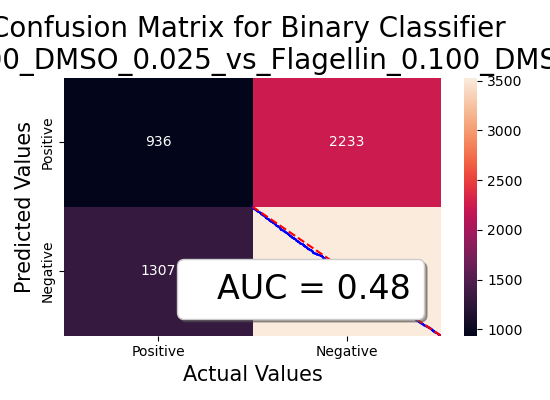 Confusion Matrix for Binary Classifier
00_DMSO_0.025_vs_Flagellin_0.100_DMS
Predicted Values
Positive
Negative
936
2233
1307
AUC = 0.48
Positive
Negative
Actual Values
3500
3000
2500
2000
1500
1000